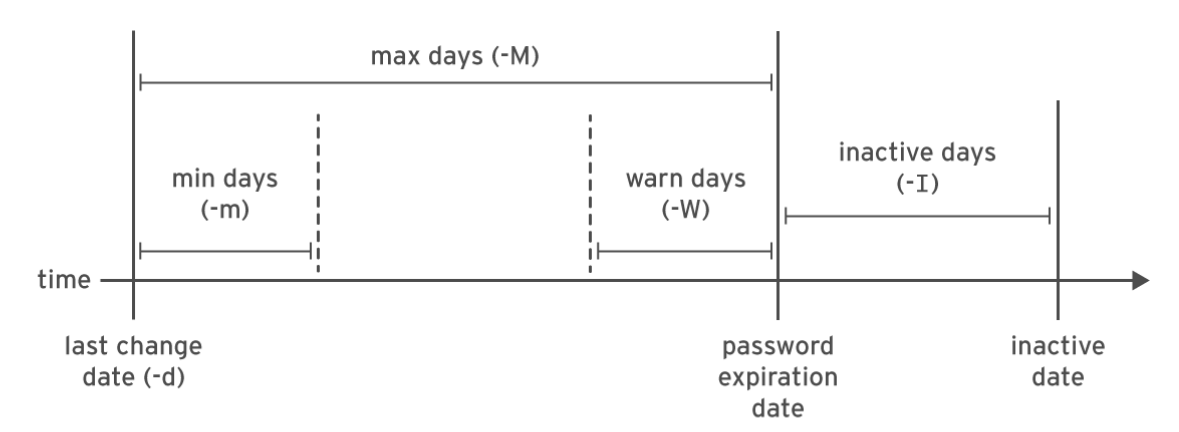 max days (-M)
inactive days
(-I)
min days
(-m)
warn days
(-W)
time
last change
date (-d)
password
expiration
date
inactive
date